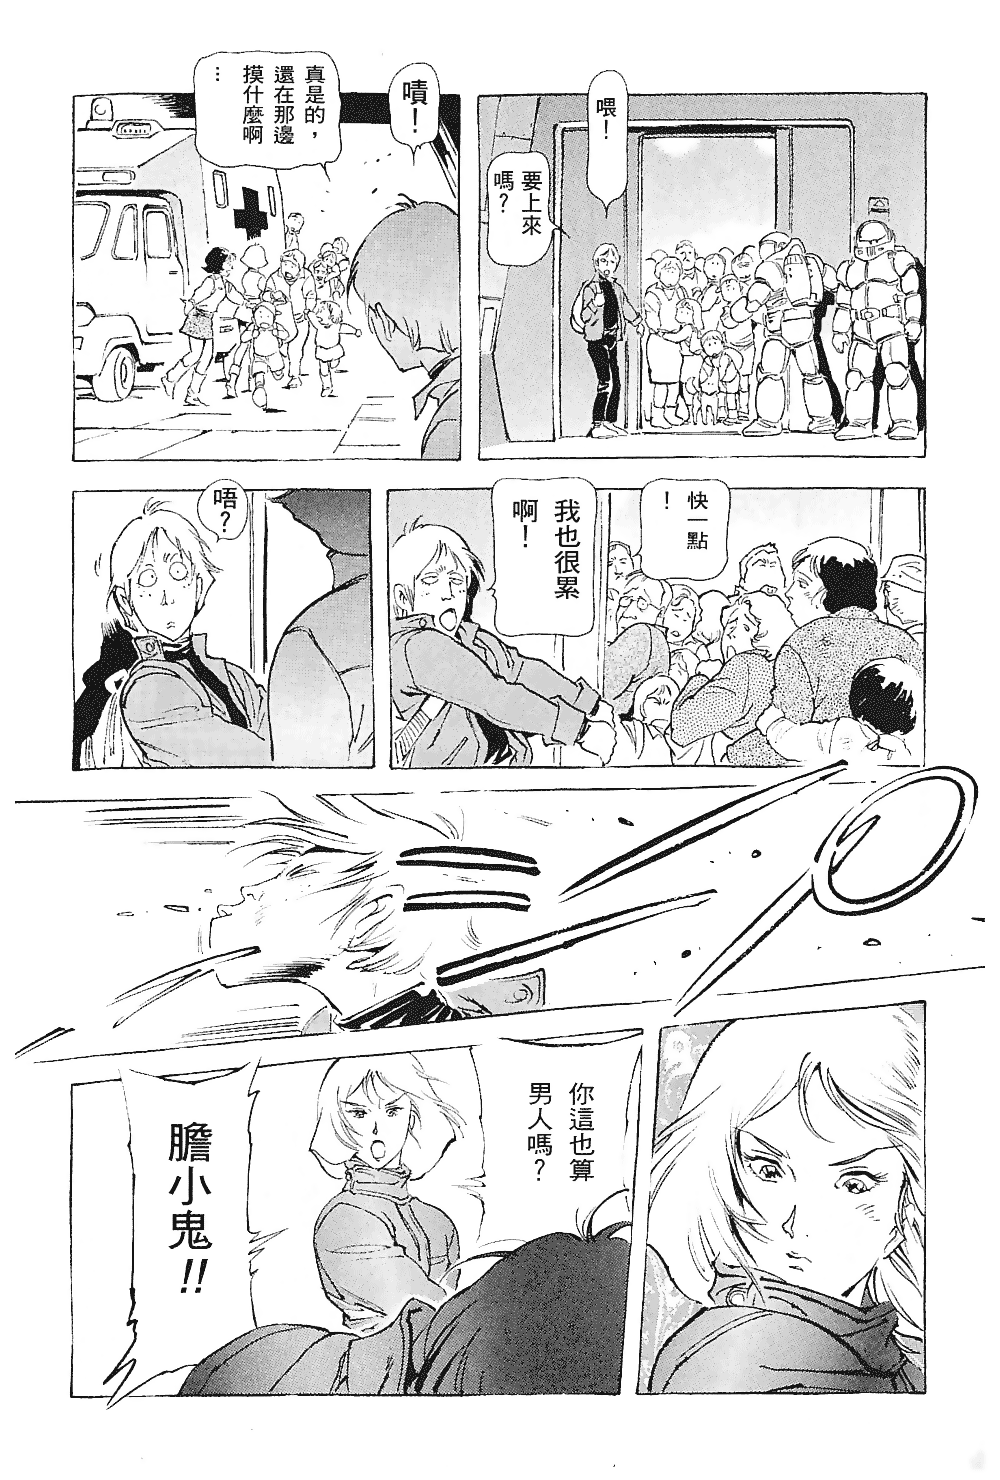 喂！
要上來
嗎？
嘖！
真是的，
還在那邊
摸什麼啊
…
快一點
！
我也很累
啊！
唔？
你這也算
男人嗎？
膽小鬼!!